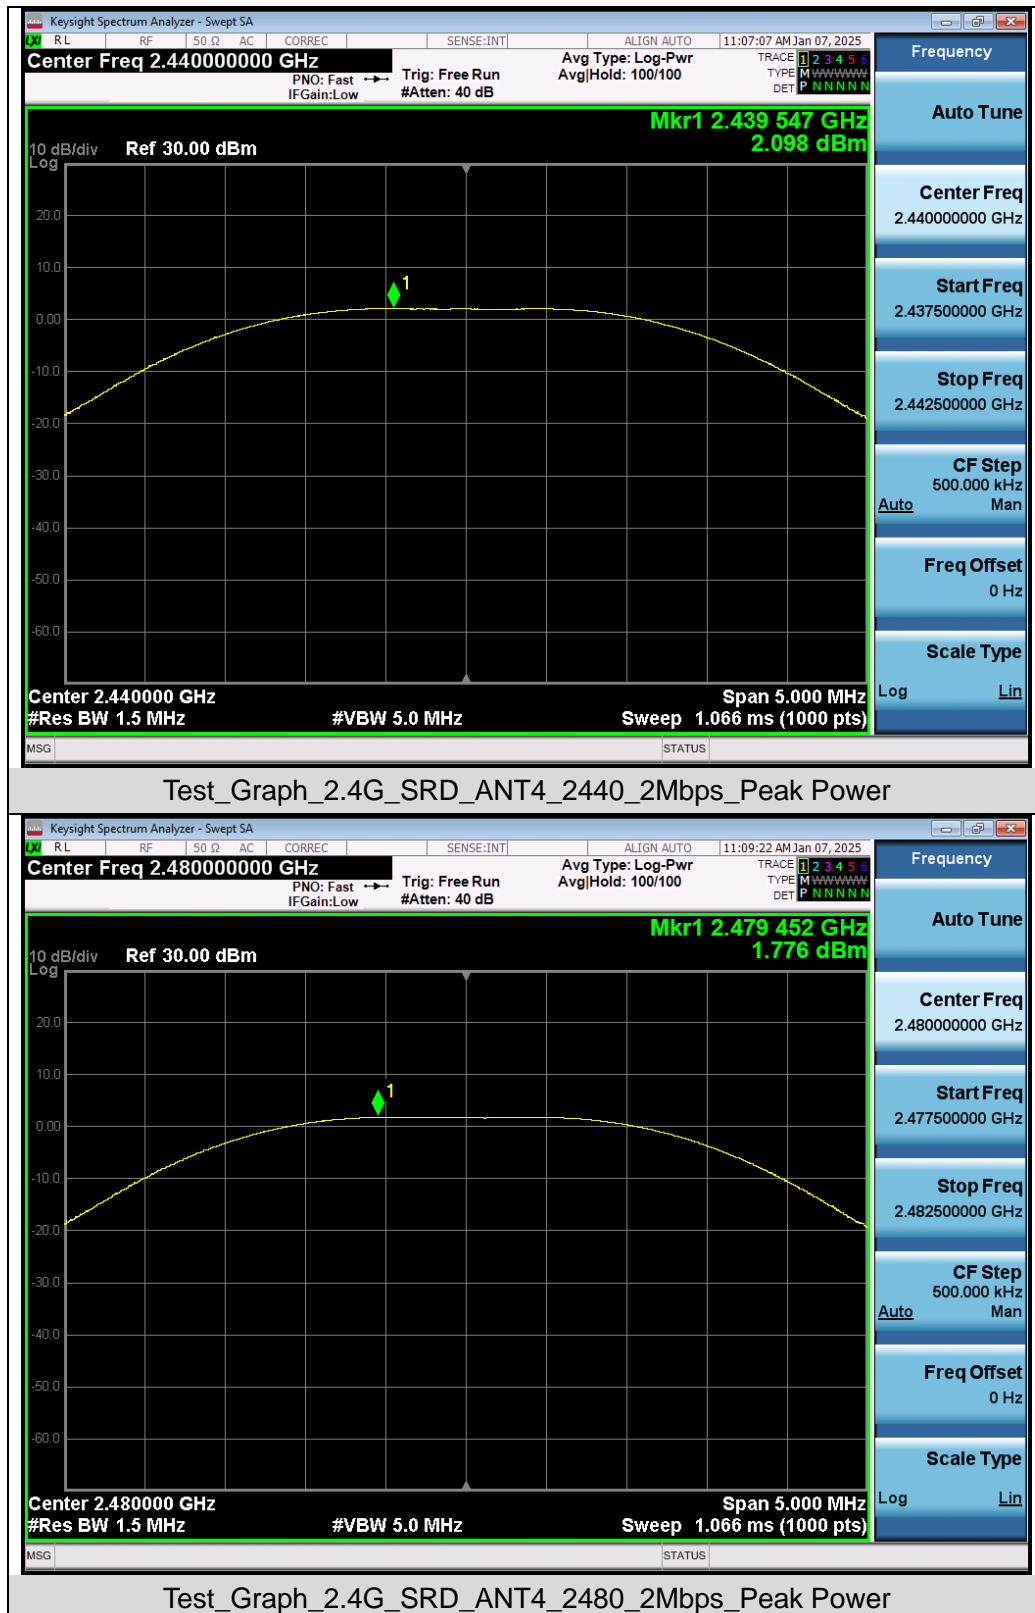 Keysight Spectrum Analyzer - Swept SA
LXI RL RF 50 Ω AC CORREC SENSE:INT ALIGN AUTO 11:07:07 AM Jan 07, 2025
Center Freq 2.440000000 GHz
PNO: Fast
IFGain:Low
Trig: Free Run
#Atten: 40 dB
Avg Type: Log-Pwr
Avg|Hold: 100/100
TRACE 1 2 3 4 5 6
TYPE M WWWWW
DET P N N N N N
Mkr1 2.439 547 GHz
2.098 dBm
10 dB/div Ref 30.00 dBm
Log
20.0
10.0
1
0.00
-10.0
-20.0
-30.0
-40.0
-50.0
-60.0
Center 2.440000 GHz Span 5.000 MHz
#Res BW 1.5 MHz #VBW 5.0 MHz Sweep 1.066 ms (1000 pts)
MSG STATUS
Frequency
Auto Tune
Center Freq
2.440000000 GHz
Start Freq
2.437500000 GHz
Stop Freq
2.442500000 GHz
CF Step
500.000 kHz
Auto Man
Freq Offset
0 Hz
Scale Type
Log Lin
Test_Graph_2.4G_SRD_ANT4_2440_2Mbps_Peak Power
Keysight Spectrum Analyzer - Swept SA
LXI RL RF 50 Ω AC CORREC SENSE:INT ALIGN AUTO 11:09:22 AM Jan 07, 2025
Center Freq 2.480000000 GHz
PNO: Fast
IFGain:Low
Trig: Free Run
#Atten: 40 dB
Avg Type: Log-Pwr
Avg|Hold: 100/100
TRACE 1 2 3 4 5 6
TYPE M WWWWW
DET P N N N N N
Mkr1 2.479 452 GHz
1.776 dBm
10 dB/div Ref 30.00 dBm
Log
20.0
10.0
1
0.00
-10.0
-20.0
-30.0
-40.0
-50.0
-60.0
Center 2.480000 GHz Span 5.000 MHz
#Res BW 1.5 MHz #VBW 5.0 MHz Sweep 1.066 ms (1000 pts)
MSG STATUS
Frequency
Auto Tune
Center Freq
2.480000000 GHz
Start Freq
2.477500000 GHz
Stop Freq
2.482500000 GHz
CF Step
500.000 kHz
Auto Man
Freq Offset
0 Hz
Scale Type
Log Lin
Test_Graph_2.4G_SRD_ANT4_2480_2Mbps_Peak Power